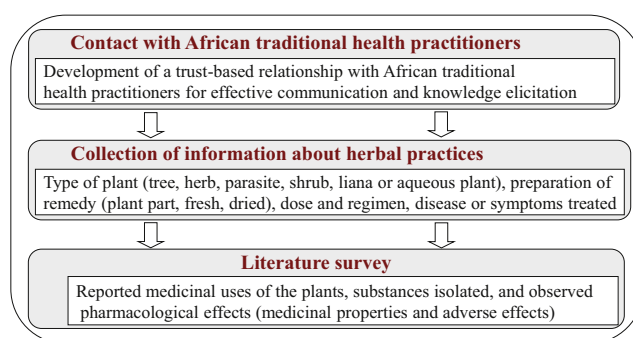 Contact with African traditional health practitioners
Development of a trust-based relationship with African traditional
health practitioners for effective communication and knowledge elicitation
Collection of information about herbal practices
Type of plant (tree, herb, parasite, shrub, liana or aqueous plant), preparation of
remedy (plant part, fresh, dried), dose and regimen, disease or symptoms treated
Literature survey
Reported medicinal uses of the plants, substances isolated, and observed
pharmacological effects (medicinal properties and adverse effects)